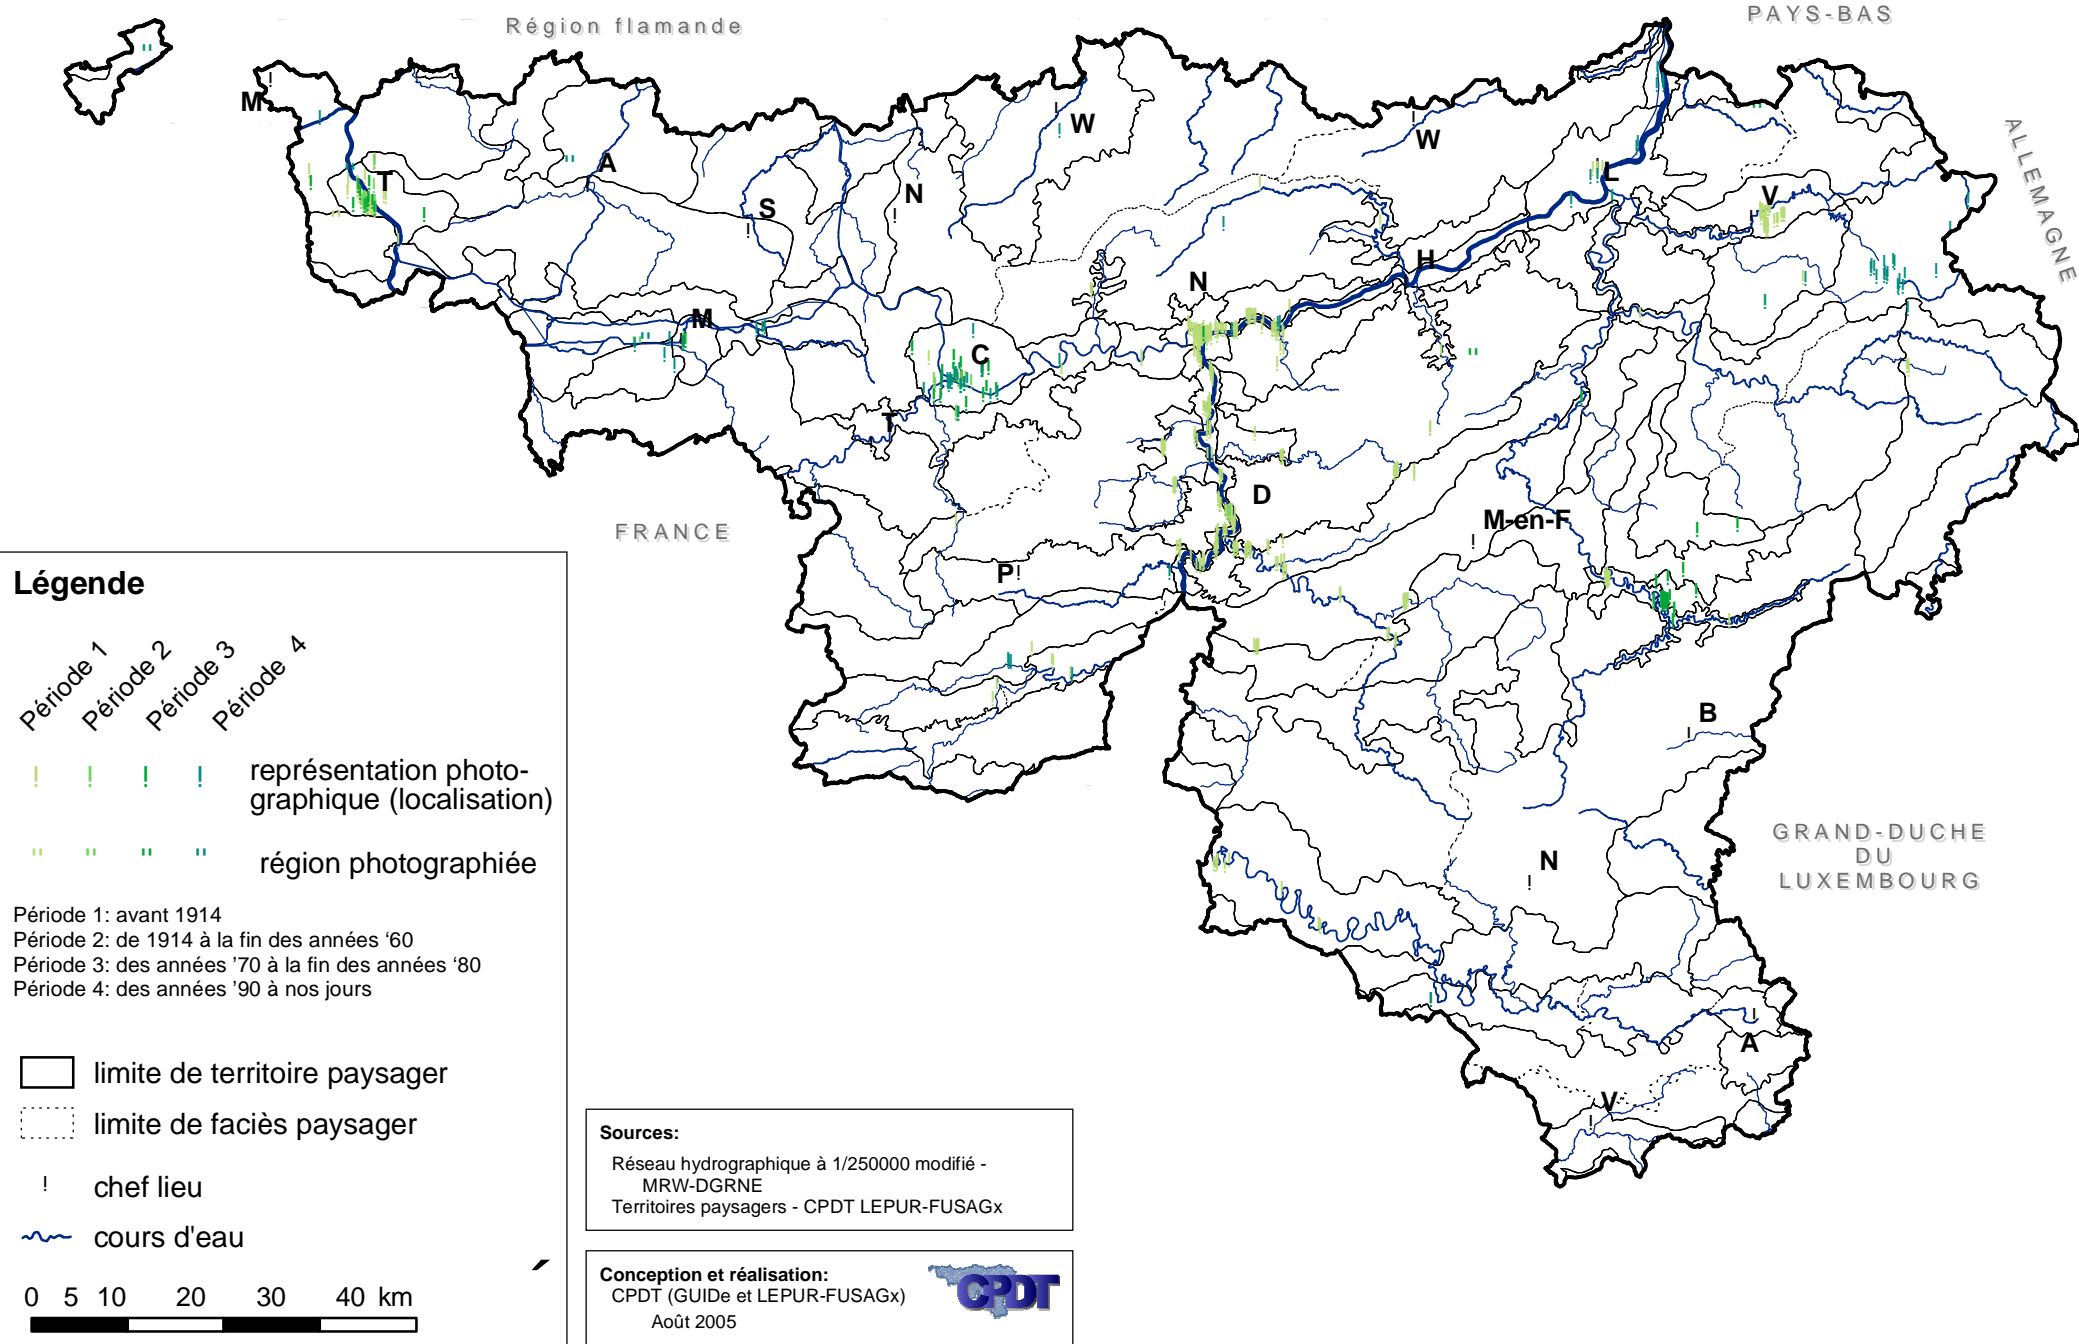 Région flamande
PAYS-BAS
ALLEMAGNE
M
W
W
A
T
N
S
L
V
H
N
M
C
T
D
M-en-F
P
FRANCE
B
N
GRAND-DUCHE
DU
LUXEMBOURG
A
V
Légende
Période 1
Période 2
Période 3
Période 4
représentation photo-
graphique (localisation)
région photographiée
Période 1: avant 1914
Période 2: de 1914 à la fin des années ‘60
Période 3: des années ’70 à la fin des années ‘80
Période 4: des années ’90 à nos jours
limite de territoire paysager
limite de faciès paysager
chef lieu
cours d'eau
0 5 10 20 30 40 km
Sources:
Réseau hydrographique à 1/250000 modifié -
MRW-DGRNE
Territoires paysagers - CPDT LEPUR-FUSAGx
Conception et réalisation:
CPDT (GUIDe et LEPUR-FUSAGx)
Août 2005
CPDT